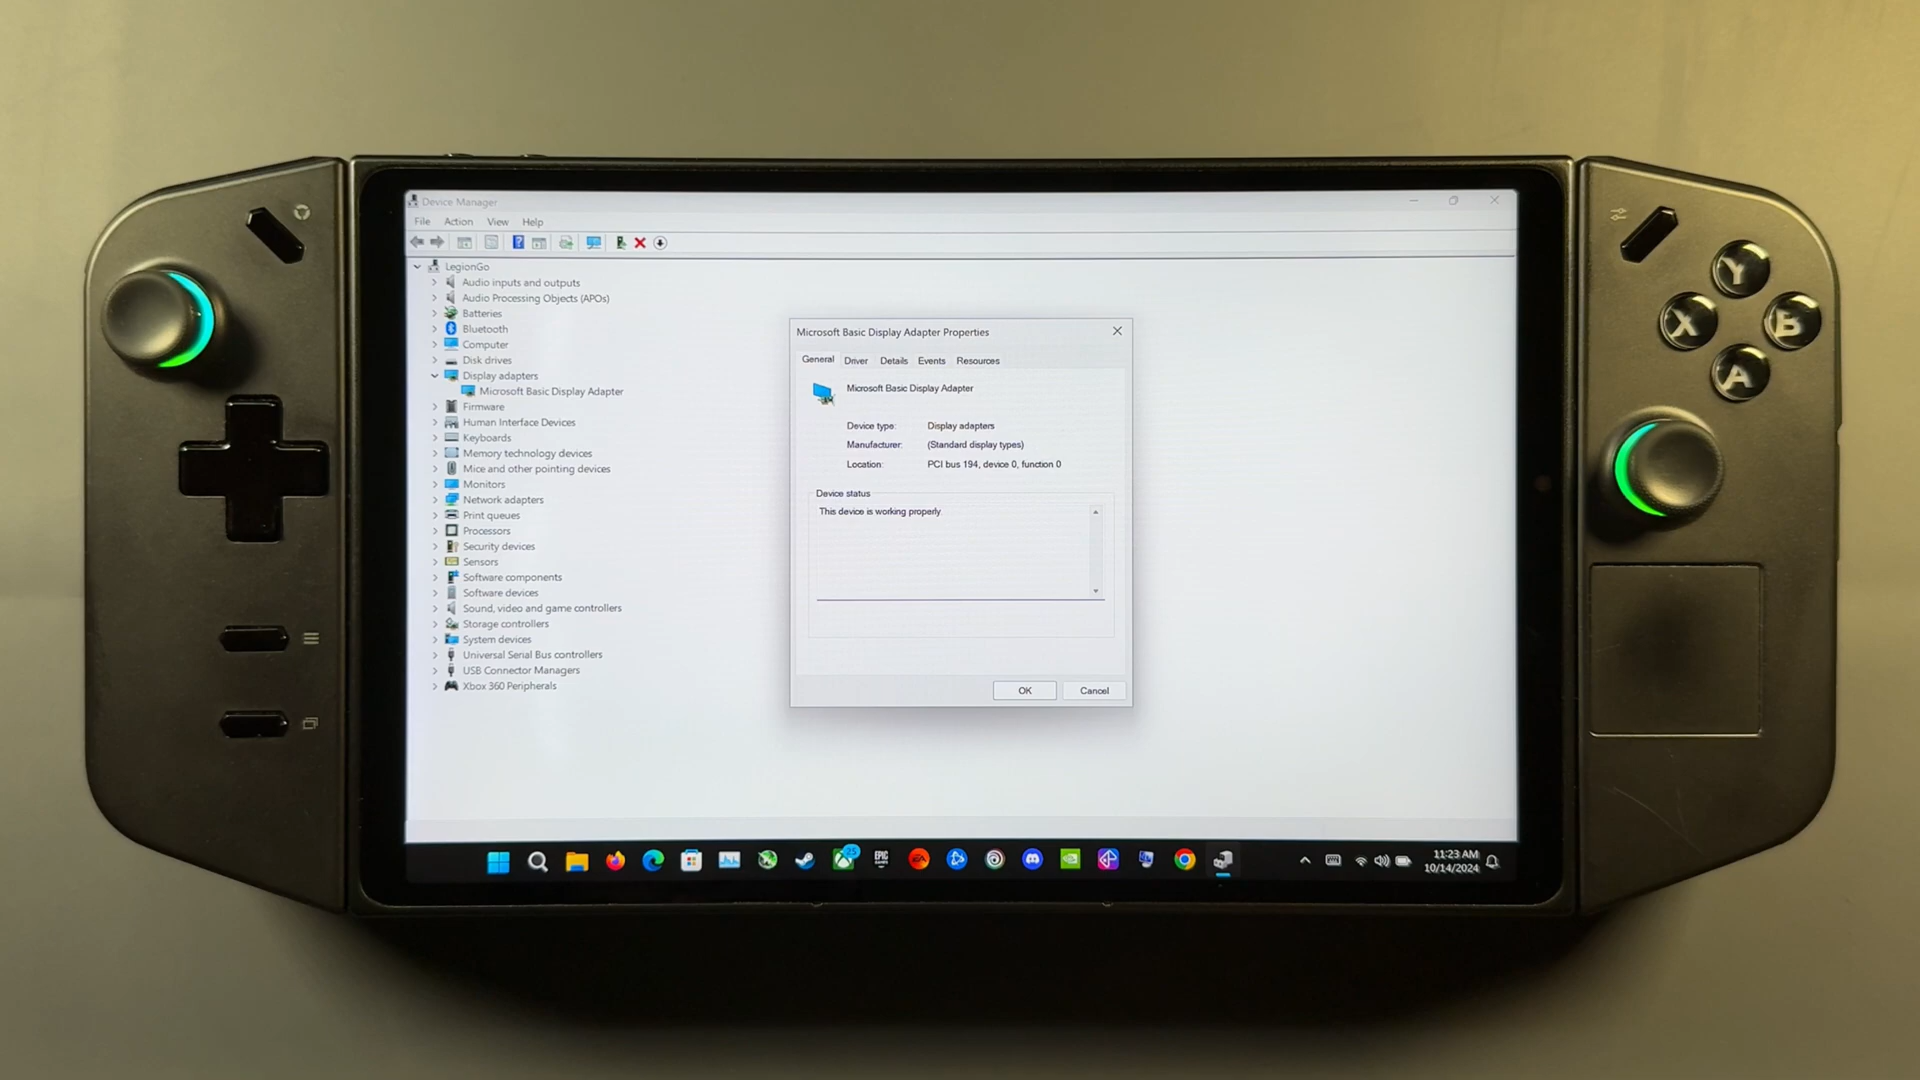 Device Manager
File Action View Help
LegionGo
Audio inputs and outputs
Audio Processing Objects (APOs)
Batteries
Bluetooth
Computer
Disk drives
Display adapters
Microsoft Basic Display Adapter
Firmware
Human Interface Devices
Keyboards
Memory technology devices
Mice and other pointing devices
Monitors
Network adapters
Print queues
Processors
Security devices
Sensors
Software components
Software devices
Sound, video and game controllers
Storage controllers
System devices
Universal Serial Bus controllers
USB Connector Managers
Xbox 360 Peripherals
Microsoft Basic Display Adapter Properties
General Driver Details Events Resources
Microsoft Basic Display Adapter
Device type: Display adapters
Manufacturer: (Standard display types)
Location: PCI bus 194, device 0, function 0
Device status
This device is working properly.
OK Cancel
Y
X B
A
EPIC
EA
11:23 AM
10/14/2024